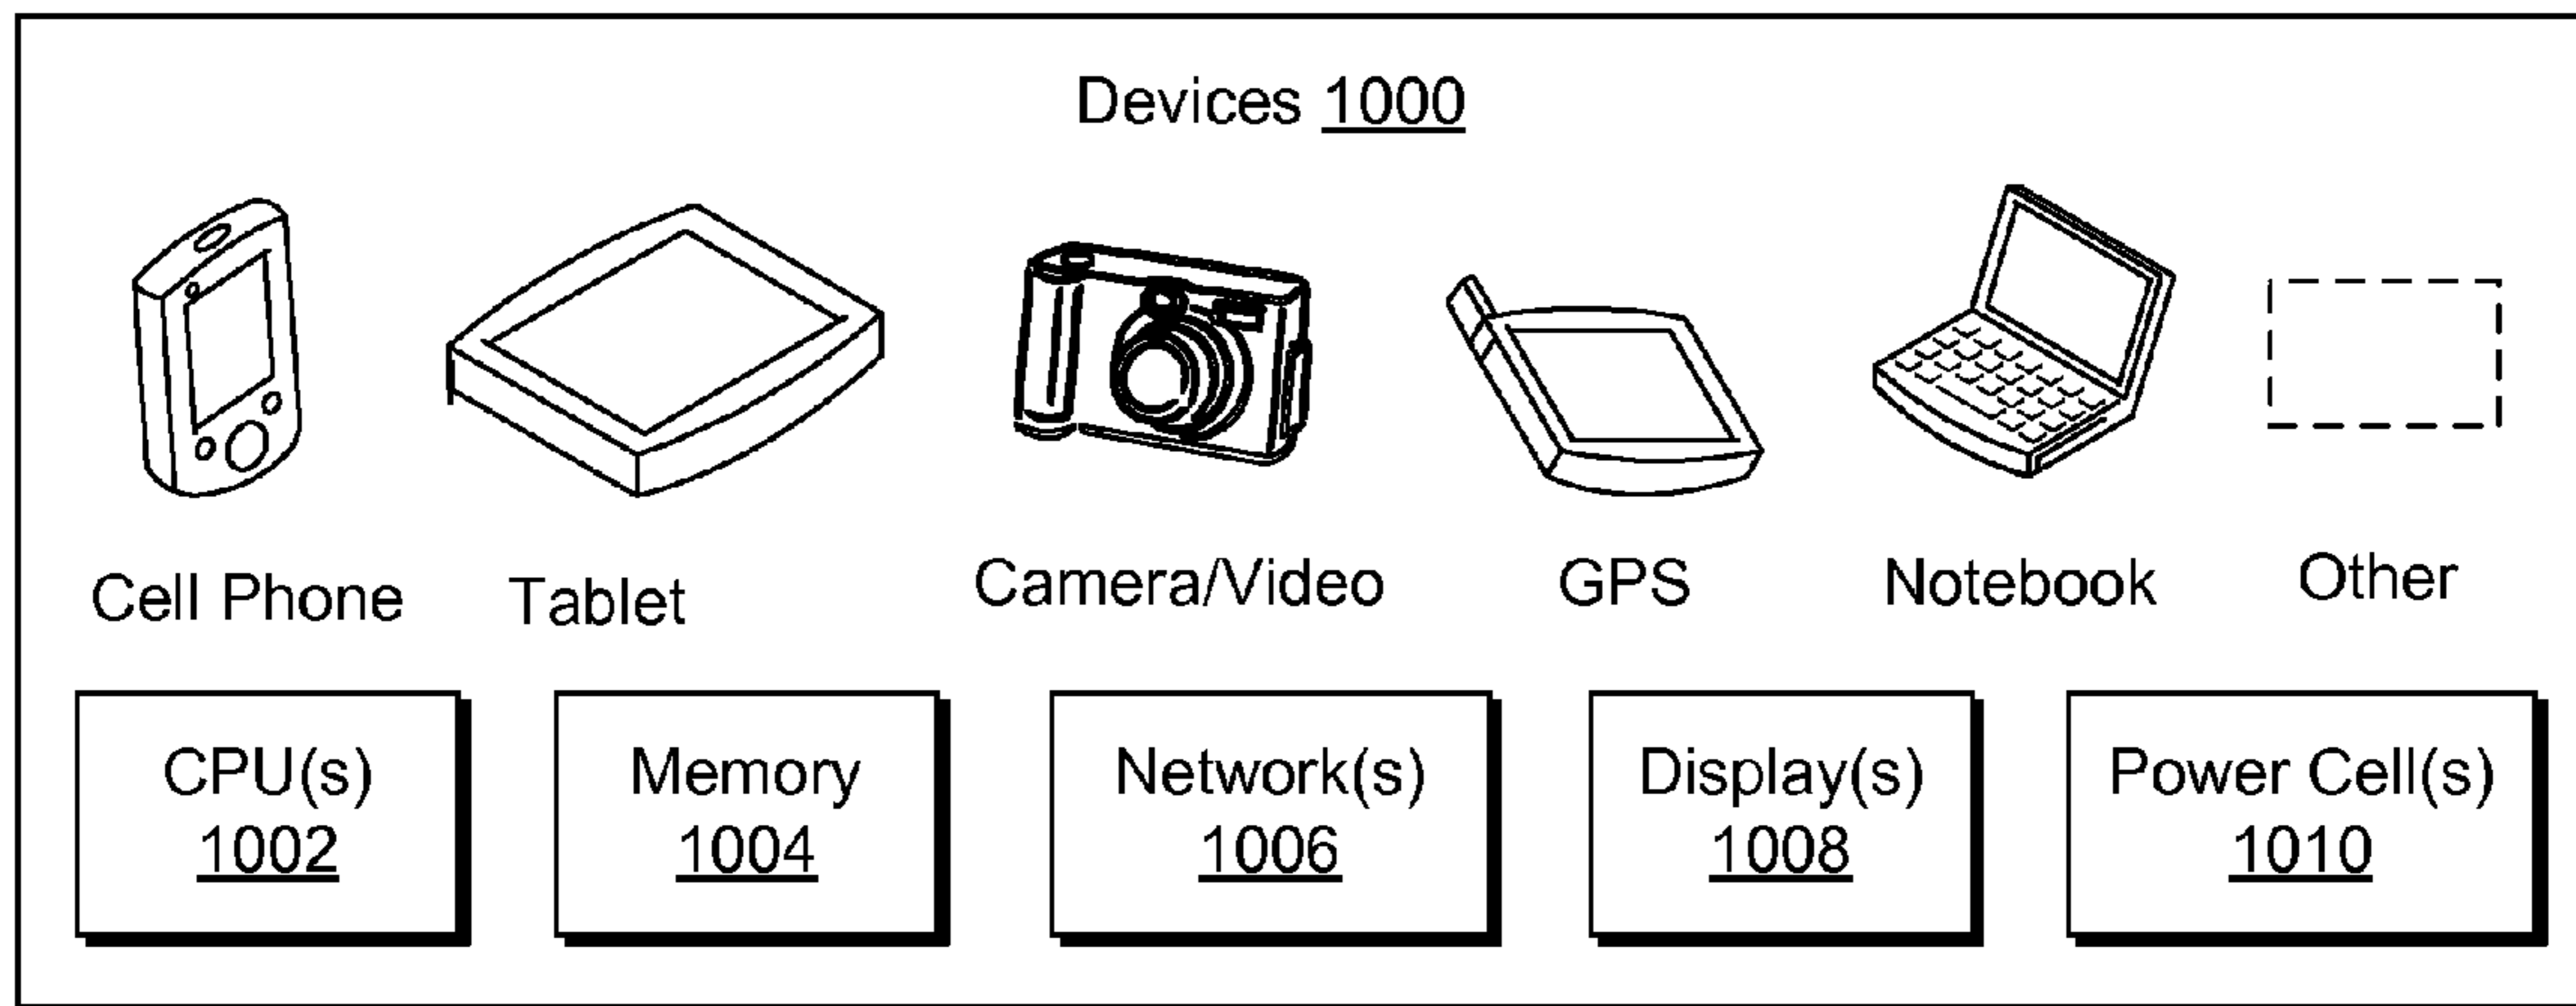 Devices 1000
Cell Phone
Tablet
Camera/Video
GPS
Notebook
Other
CPU(s)
1002
Memory
1004
Network(s)
1006
Display(s)
1008
Power Cell(s)
1010